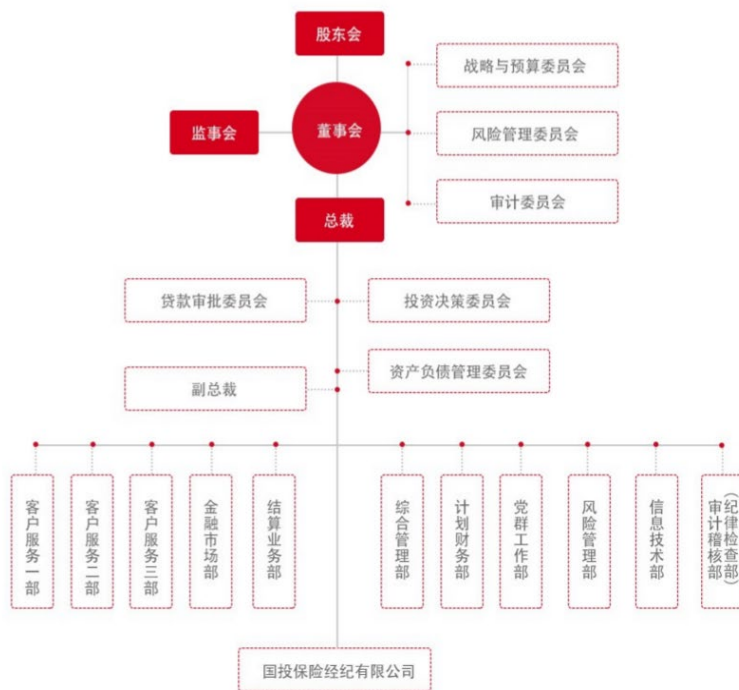 股东会
战略与预算委员会
监事会
董事会
风险管理委员会
总裁
审计委员会
贷款审批委员会
投资决策委员会
副总裁
资产负债管理委员会
客户服务一部
客户服务二部
客户服务三部
金融市场部
结算业务部
综合管理部
计划财务部
党群工作部
风险管理部
信息技术部
审计稽核部
（纪律检查部）
国投保险经纪有限公司